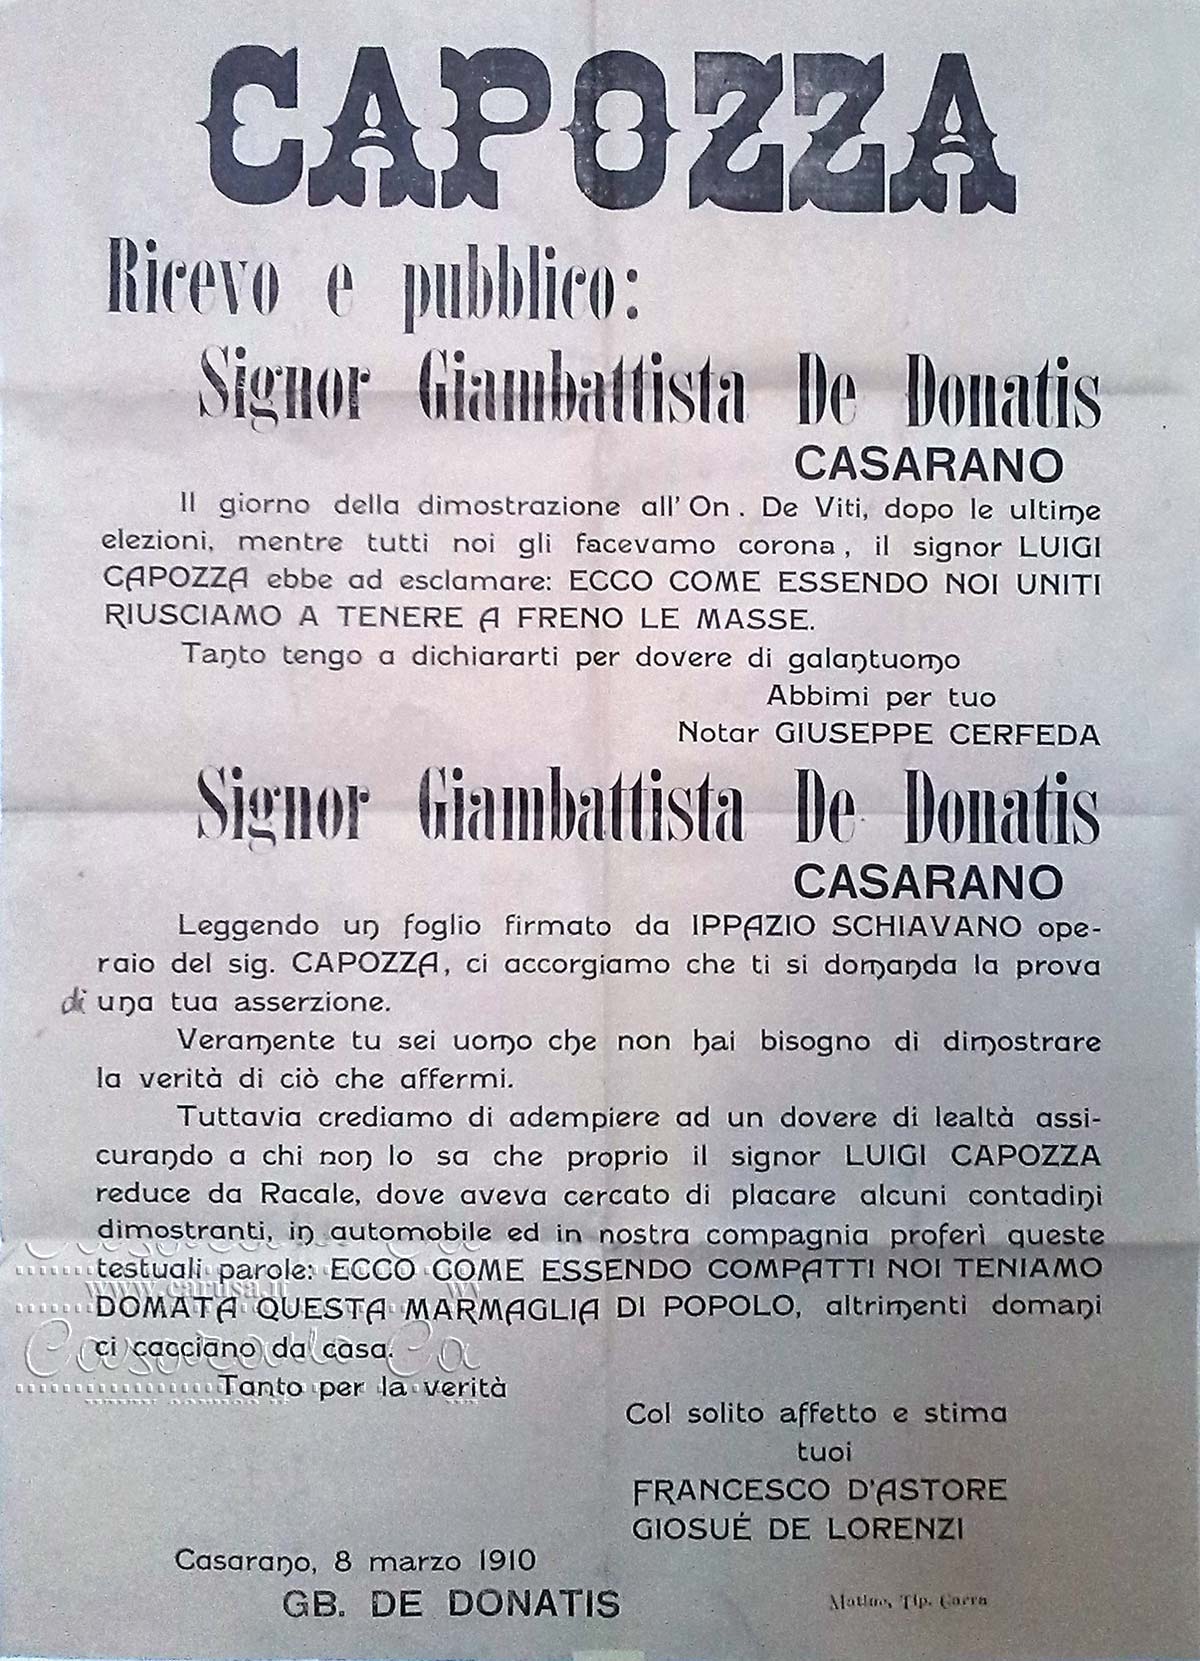 CAPOZZA
Ricevo e pubblico:
Signor Giambattista De Donatis
CASARANO
Il giorno della dimostrazione all'On. De Viti, dopo le ultime
elezioni, mentre tutti noi gli facevamo corona, il signor LUIGI
CAPOZZA ebbe ad esclamare: ECCO COME ESSENDO NOI UNITI
RIUSCIAMO A TENERE A FRENO LE MASSE.
Tanto tengo a dichiararti per dovere di galantuomo
Abbimi per tuo
Notar GIUSEPPE CERFEDA
Signor Giambattista De Donatis
CASARANO
Leggendo un foglio firmato da IPPAZIO SCHIAVANO ope-
raio del sig. CAPOZZA, ci accorgiamo che ti si domanda la prova
di una tua asserzione.
Veramente tu sei uomo che non hai bisogno di dimostrare
la verità di ciò che affermi.
Tuttavia crediamo di adempiere ad un dovere di lealtà assi-
curando a chi non lo sa che proprio il signor LUIGI CAPOZZA
reduce da Racale, dove aveva cercato di placare alcuni contadini
dimostranti, in automobile ed in nostra compagnia proferì queste
testuali parole: ECCO COME ESSENDO COMPATTI NOI TENIAMO
DOMATA QUESTA MARMAGLIA DI POPOLO, altrimenti domani
ci cacciano da casa.
Tanto per la verità
Col solito affetto e stima
tuoi
FRANCESCO D'ASTORE
GIOSUÉ DE LORENZI
Casarano, 8 marzo 1910
GB. DE DONATIS
Matino, Tip. Carra
www.carusa.it
Casarano Ca